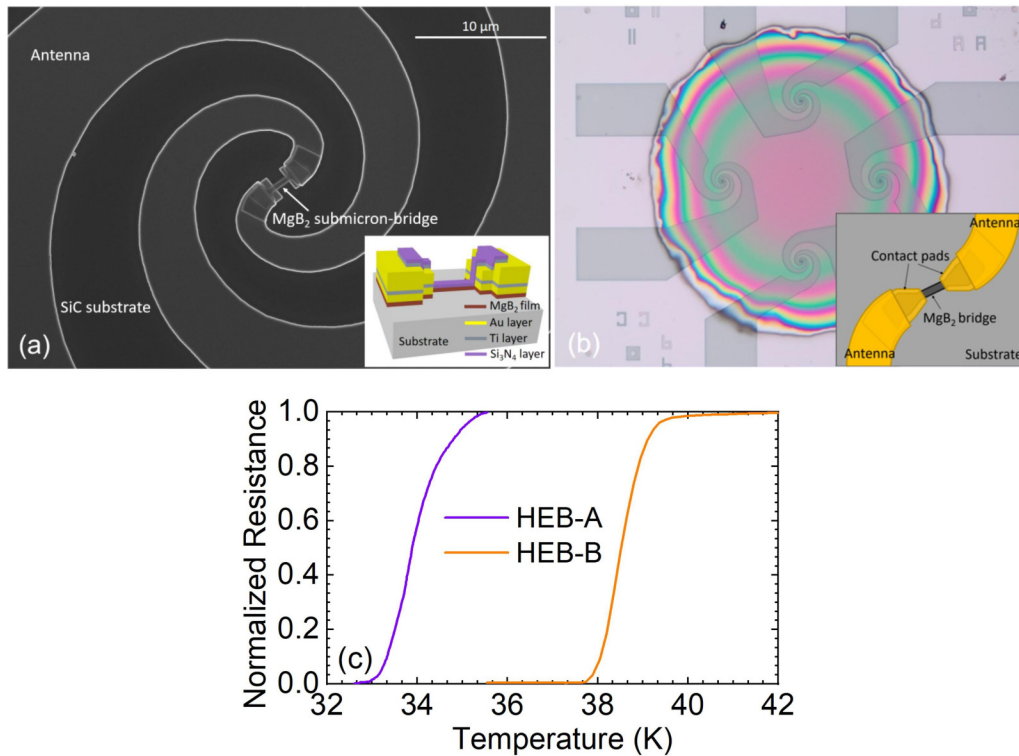 Antenna
10 μm
MgB₂ submicron-bridge
SiC substrate
(a)
MgB₂ film
Au layer
Ti layer
Si₃N₄ layer
Substrate
(b)
Antenna
Contact pads
MgB₂ bridge
Antenna
Substrate
Normalized Resistance
1.0
0.8
0.6
0.4
0.2
0.0
HEB-A
HEB-B
(c)
32 34 36 38 40 42
Temperature (K)